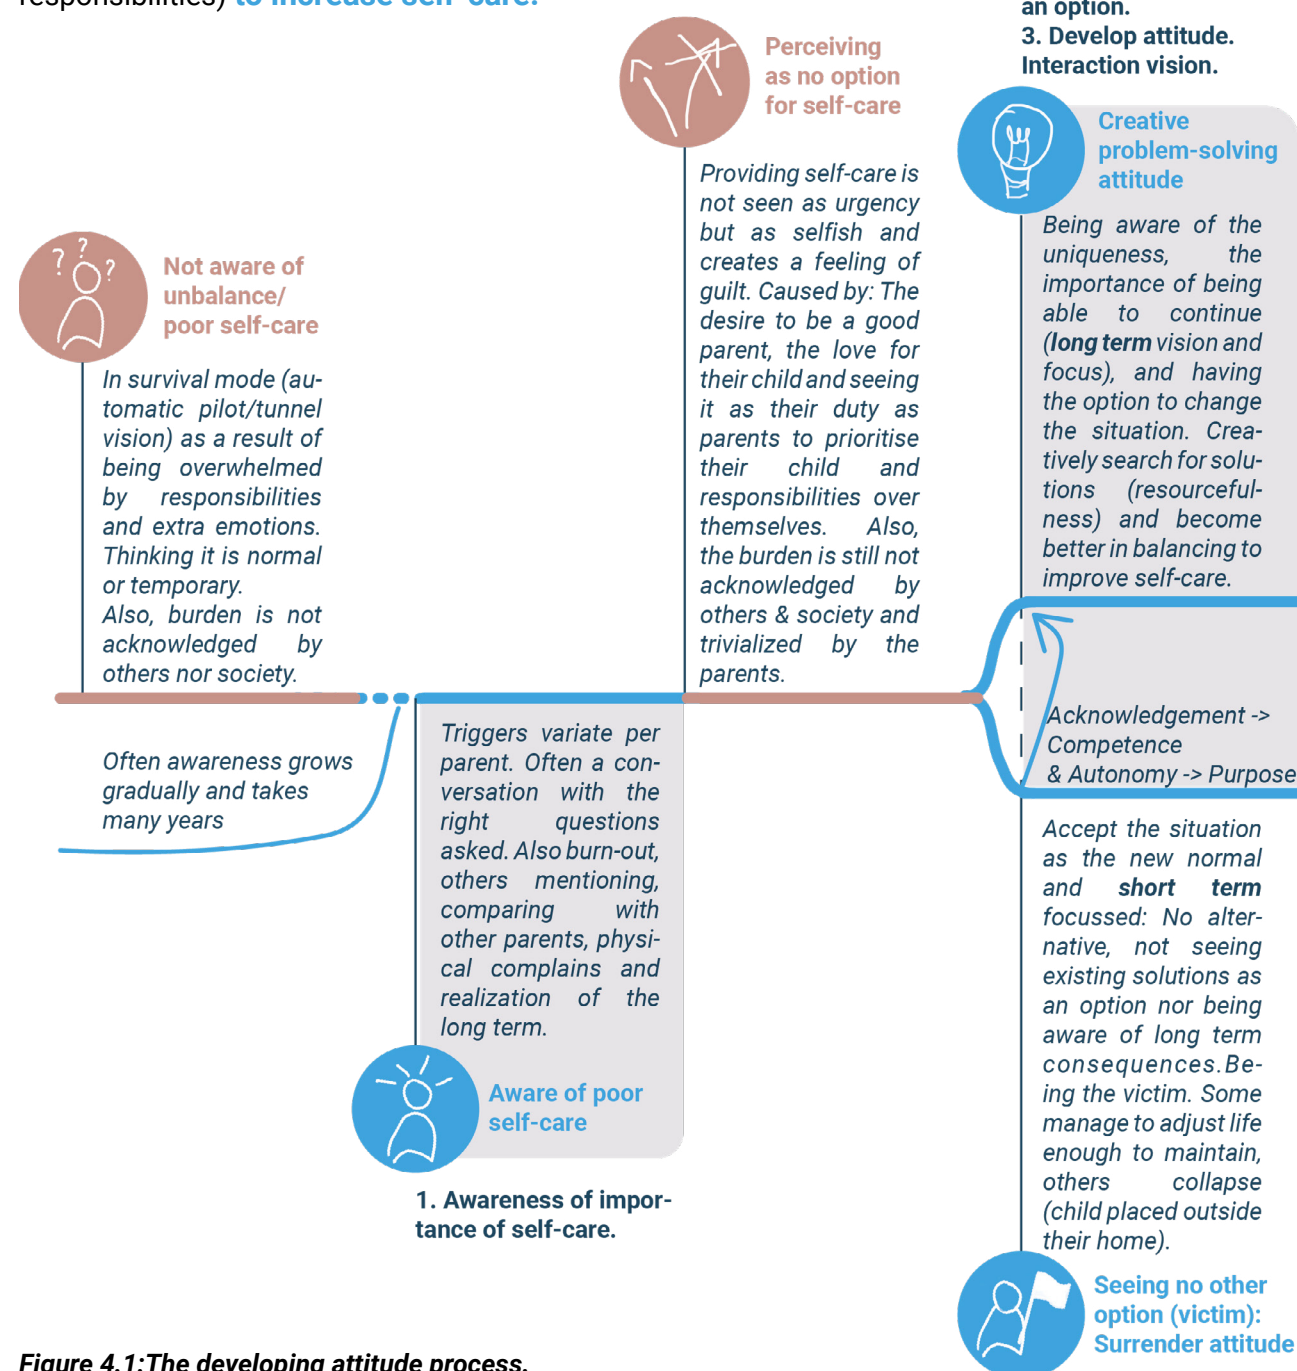 responsibilities) to increase self-care.
an option.
3. Develop attitude.
Interaction vision.
Perceiving
as no option
for self-care
Providing self-care is
not seen as urgency
but as selfish and
creates a feeling of
guilt. Caused by: The
desire to be a good
parent, the love for
their child and seeing
it as their duty as
parents to prioritise
their child and
responsibilities over
themselves. Also,
the burden is still not
acknowledged by
others & society and
trivialized by the
parents.
Creative
problem-solving
attitude
Being aware of the
uniqueness, the
importance of being
able to continue
(long term vision and
focus), and having
the option to change
the situation. Crea-
tively search for solu-
tions (resourceful-
ness) and become
better in balancing to
improve self-care.
? ? ?
Not aware of
unbalance/
poor self-care
In survival mode (au-
tomatic pilot/tunnel
vision) as a result of
being overwhelmed
by responsibilities
and extra emotions.
Thinking it is normal
or temporary.
Also, burden is not
acknowledged by
others nor society.
Often awareness grows
gradually and takes
many years
Triggers variate per
parent. Often a con-
versation with the
right questions
asked. Also burn-out,
others mentioning,
comparing with
other parents, physi-
cal complains and
realization of the
long term.
Aware of poor
self-care
1. Awareness of impor-
tance of self-care.
Acknowledgement ->
Competence
& Autonomy -> Purpose
Accept the situation
as the new normal
and short term
focussed: No alter-
native, not seeing
existing solutions as
an option nor being
aware of long term
consequences. Be-
ing the victim. Some
manage to adjust life
enough to maintain,
others collapse
(child placed outside
their home).
Seeing no other
option (victim):
Surrender attitude
Figure 4.1:The developing attitude process.